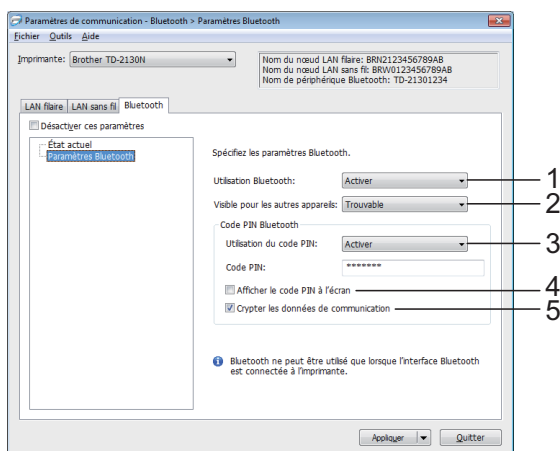 Paramètres de communication - Bluetooth > Paramètres Bluetooth
Fichier Outils Aide
Imprimante: Brother TD-2130N
Nom du nœud LAN filaire: BRN2123456789AB
Nom du nœud LAN sans fil: BRW0123456789AB
Nom de périphérique Bluetooth: TD-21301234
LAN filaire LAN sans fil Bluetooth
Désactiver ces paramètres
État actuel
Paramètres Bluetooth
Spécifiez les paramètres Bluetooth.
Utilisation Bluetooth: Activer 1
Visible pour les autres appareils: Trouvable 2
Code PIN Bluetooth
Utilisation du code PIN: Activer 3
Code PIN: *******
Afficher le code PIN à l'écran 4
Crypter les données de communication 5
Bluetooth ne peut être utilisé que lorsque l'interface Bluetooth
est connectée à l'imprimante.
Appliquer Quitter